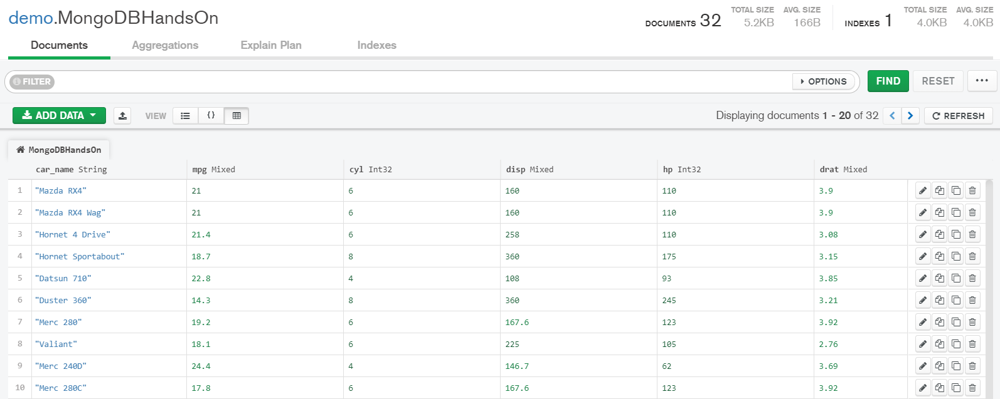 demo.MongoDBHandsOn
DOCUMENTS 32 TOTAL SIZE 5.2KB AVG. SIZE 166B INDEXES 1 TOTAL SIZE 4.0KB AVG. SIZE 4.0KB
Documents Aggregations Explain Plan Indexes
FILTER OPTIONS FIND RESET ...
ADD DATA VIEW {} Displaying documents 1 - 20 of 32 REFRESH
MongoDBHandsOn
car_name String mpg Mixed cyl Int32 disp Mixed hp Int32 drat Mixed
1 "Mazda RX4" 21 6 160 110 3.9
2 "Mazda RX4 Wag" 21 6 160 110 3.9
3 "Hornet 4 Drive" 21.4 6 258 110 3.08
4 "Hornet Sportabout" 18.7 8 360 175 3.15
5 "Datsun 710" 22.8 4 108 93 3.85
6 "Duster 360" 14.3 8 360 245 3.21
7 "Merc 280" 19.2 6 167.6 123 3.92
8 "Valiant" 18.1 6 225 105 2.76
9 "Merc 240D" 24.4 4 146.7 62 3.69
10 "Merc 280C" 17.8 6 167.6 123 3.92